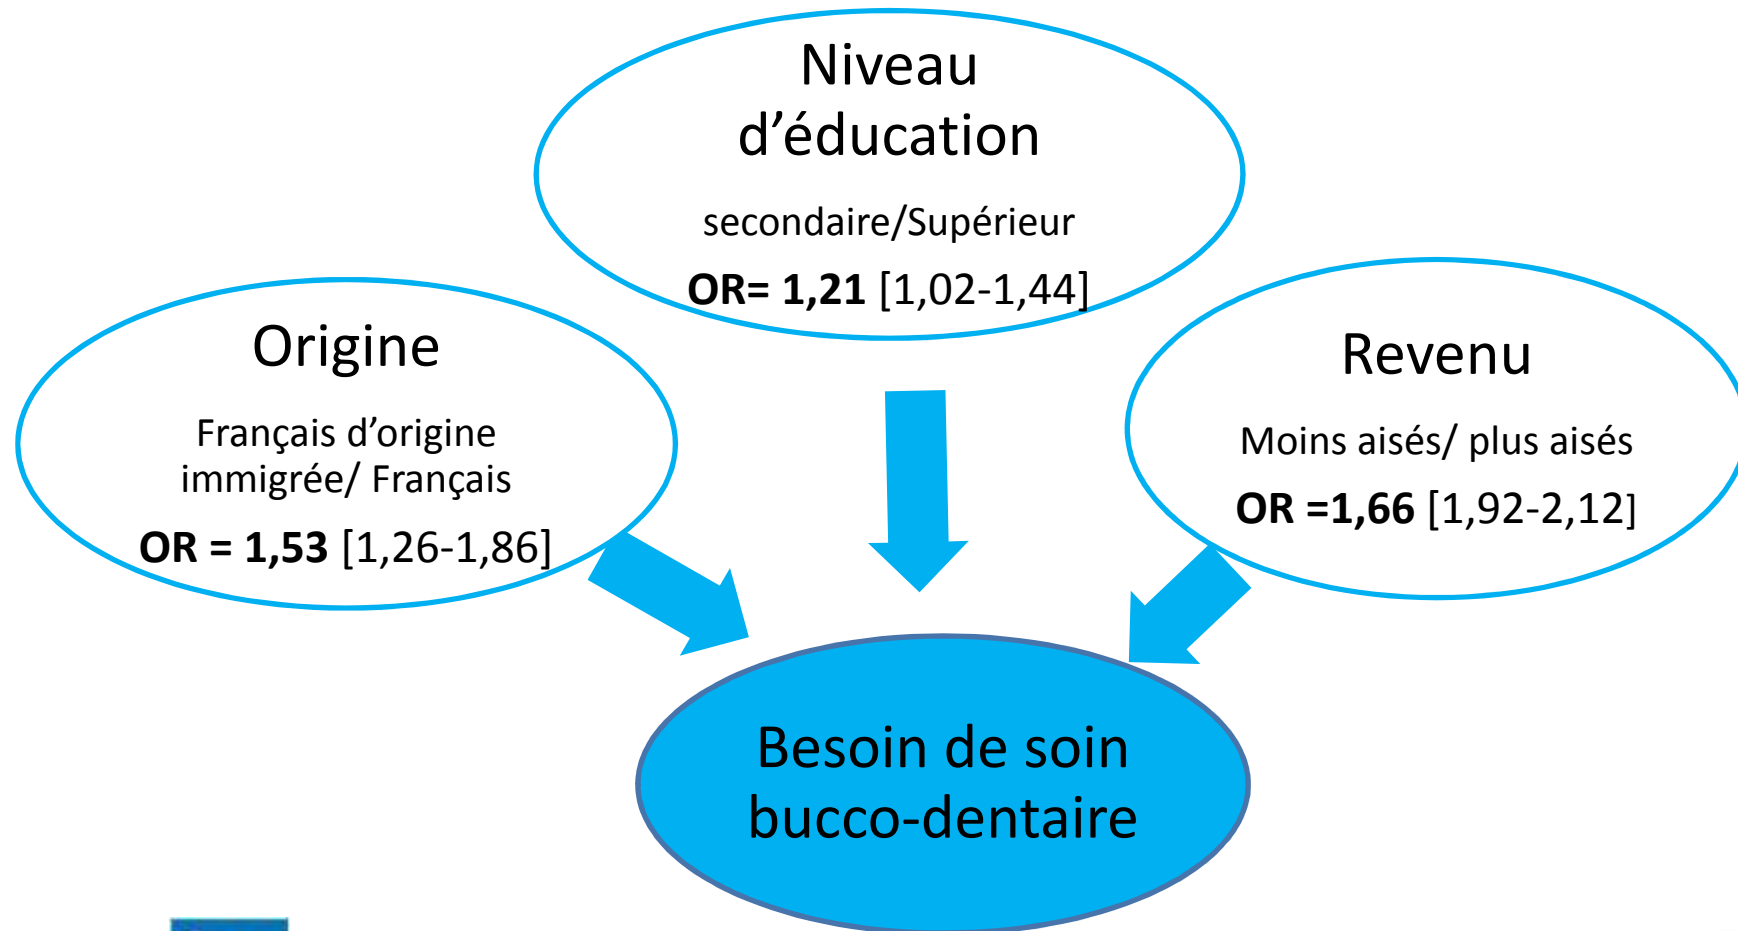 Niveau
d’éducation
secondaire/Supérieur
OR= 1,21 [1,02-1,44]
Origine
Français d’origine
immigrée/ Français
OR = 1,53 [1,26-1,86]
Revenu
Moins aisés/ plus aisés
OR =1,66 [1,92-2,12]
Besoin de soin
bucco-dentaire